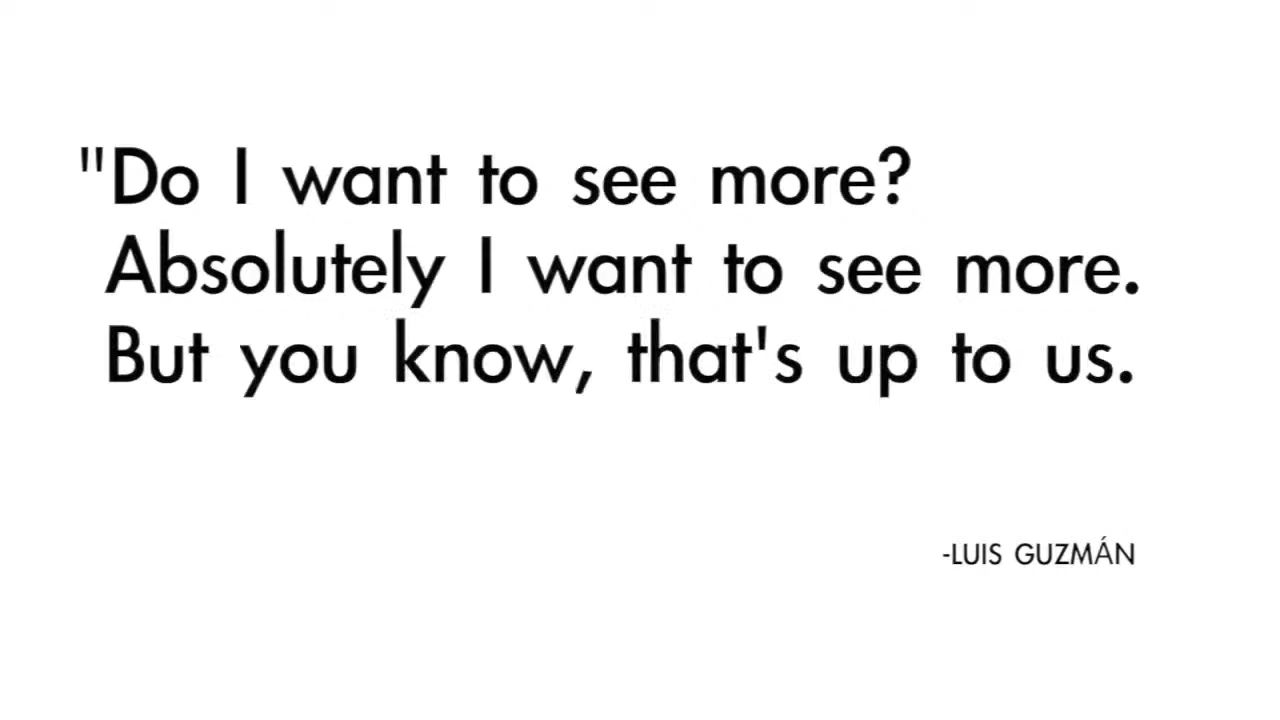 "Do I want to see more?
Absolutely I want to see more.
But you know, that's up to us.
-LUIS GUZMÁN